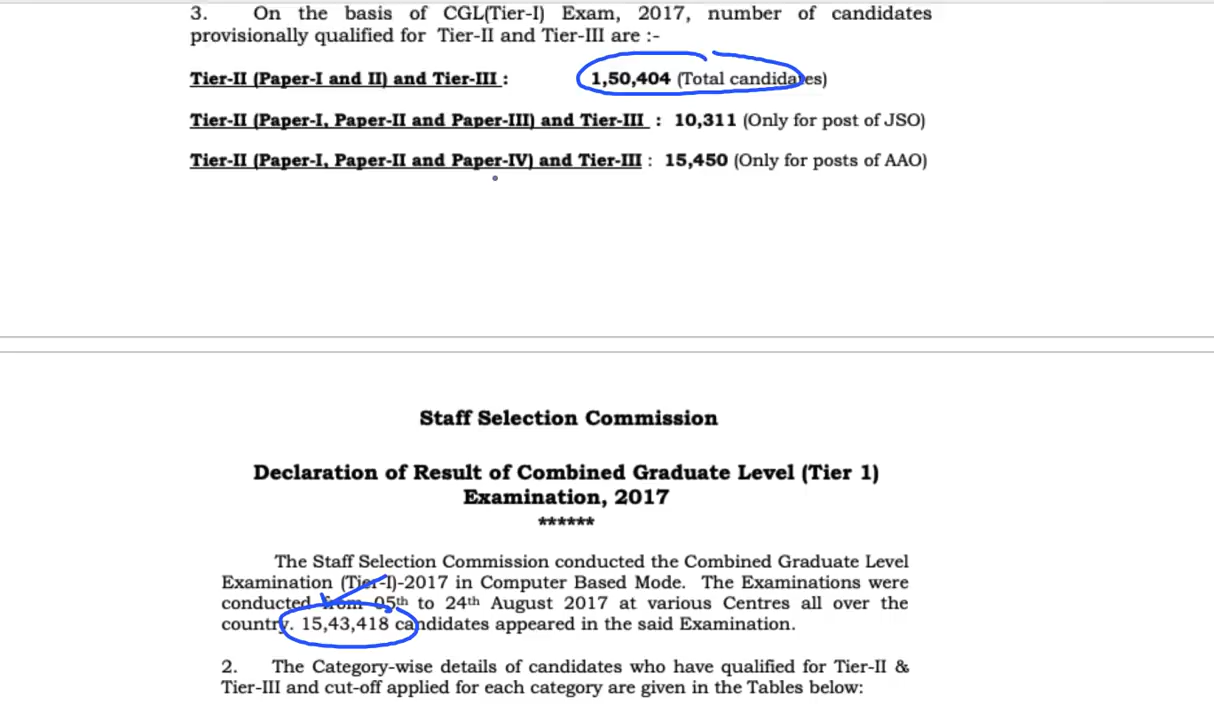 3. On the basis of CGL(Tier-I) Exam, 2017, number of candidates
provisionally qualified for Tier-II and Tier-III are :-
Tier-II (Paper-I and II) and Tier-III : 1,50,404 (Total candidates)
Tier-II (Paper-I, Paper-II and Paper-III) and Tier-III : 10,311 (Only for post of JSO)
Tier-II (Paper-I, Paper-II and Paper-IV) and Tier-III : 15,450 (Only for posts of AAO)
Staff Selection Commission
Declaration of Result of Combined Graduate Level (Tier 1)
Examination, 2017
******
The Staff Selection Commission conducted the Combined Graduate Level
Examination (Tier-I)-2017 in Computer Based Mode. The Examinations were
conducted from 05th to 24th August 2017 at various Centres all over the
country. 15,43,418 candidates appeared in the said Examination.
2. The Category-wise details of candidates who have qualified for Tier-II &
Tier-III and cut-off applied for each category are given in the Tables below: